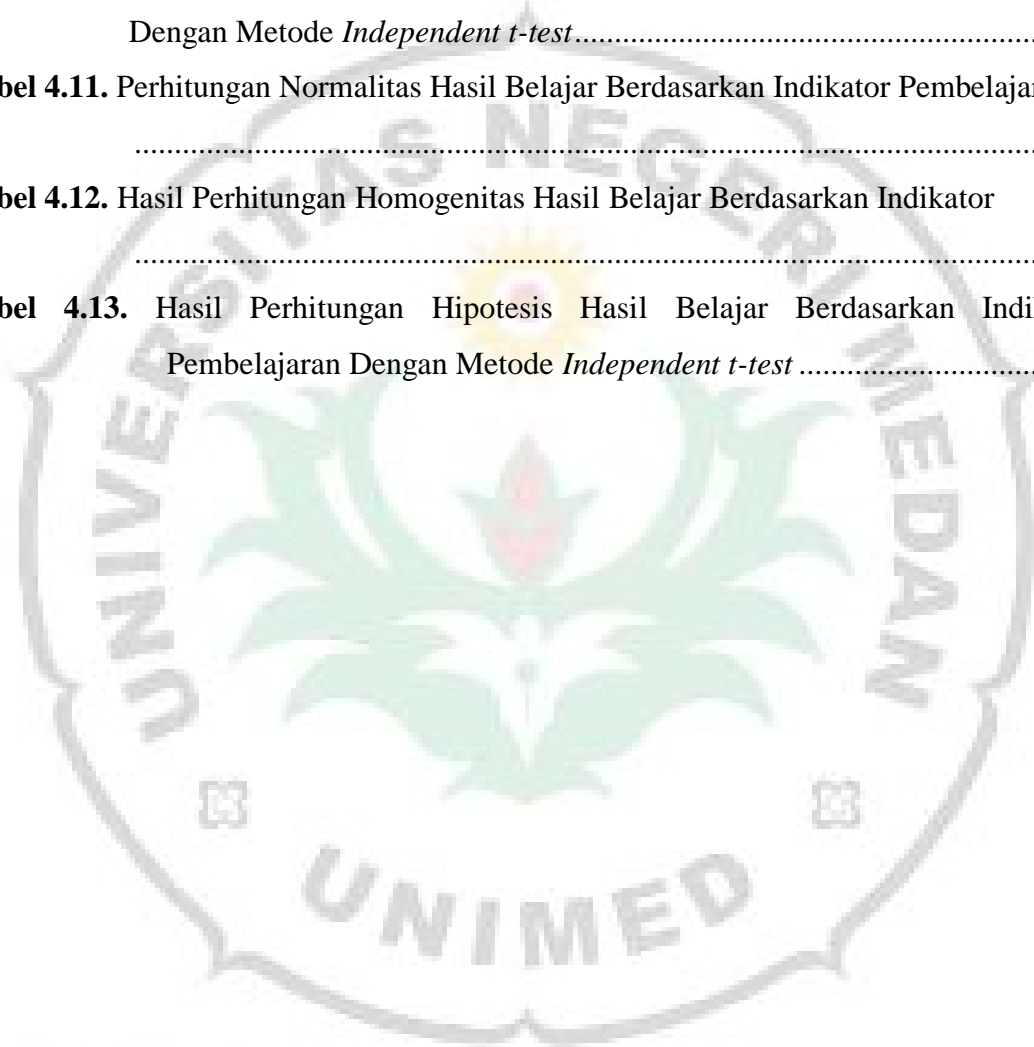 Dengan Metode Independent t-test.................................................
bel 4.11. Perhitungan Normalitas Hasil Belajar Berdasarkan Indikator Pembelajar
................................................................................................
bel 4.12. Hasil Perhitungan Homogenitas Hasil Belajar Berdasarkan Indikator
................................................................................................
bel 4.13. Hasil Perhitungan Hipotesis Hasil Belajar Berdasarkan Indi
Pembelajaran Dengan Metode Independent t-test .........................
UNIVERSITAS NEGERI MEDAN
UNIMED